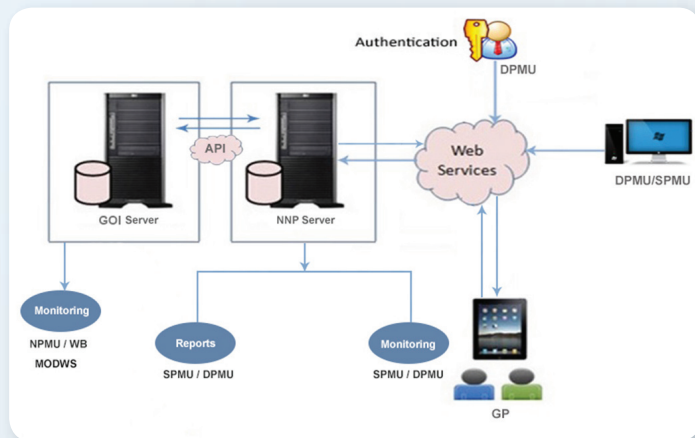 Authentication
DPMU
API
Web
Services
GOI Server
NNP Server
DPMU/SPMU
Monitoring
NPMU / WB
MODWS
Reports
SPMU / DPMU
Monitoring
SPMU / DPMU
GP